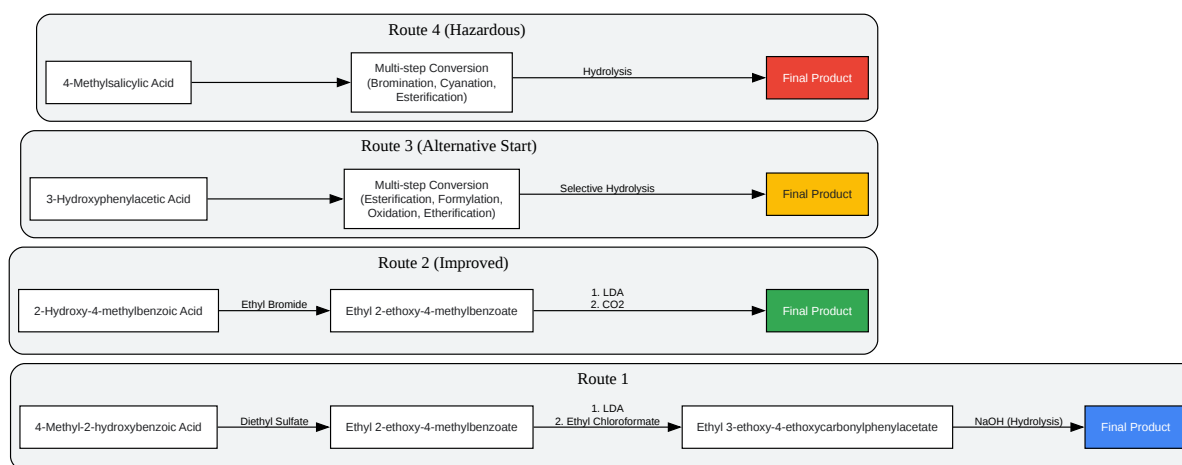 Route 4 (Hazardous)
4-Methylsalicylic Acid
Multi-step Conversion
(Bromination, Cyanation,
Esterification)
Hydrolysis
Final Product
Route 3 (Alternative Start)
3-Hydroxyphenylacetic Acid
Multi-step Conversion
(Esterification, Formylation,
Oxidation, Etherification)
Selective Hydrolysis
Final Product
Route 2 (Improved)
2-Hydroxy-4-methylbenzoic Acid
Ethyl Bromide
Ethyl 2-ethoxy-4-methylbenzoate
1. LDA
2. CO2
Final Product
Route 1
4-Methyl-2-hydroxybenzoic Acid
Diethyl Sulfate
Ethyl 2-ethoxy-4-methylbenzoate
1. LDA
2. Ethyl Chloroformate
Ethyl 3-ethoxy-4-ethoxycarbonylphenylacetate
NaOH (Hydrolysis)
Final Product